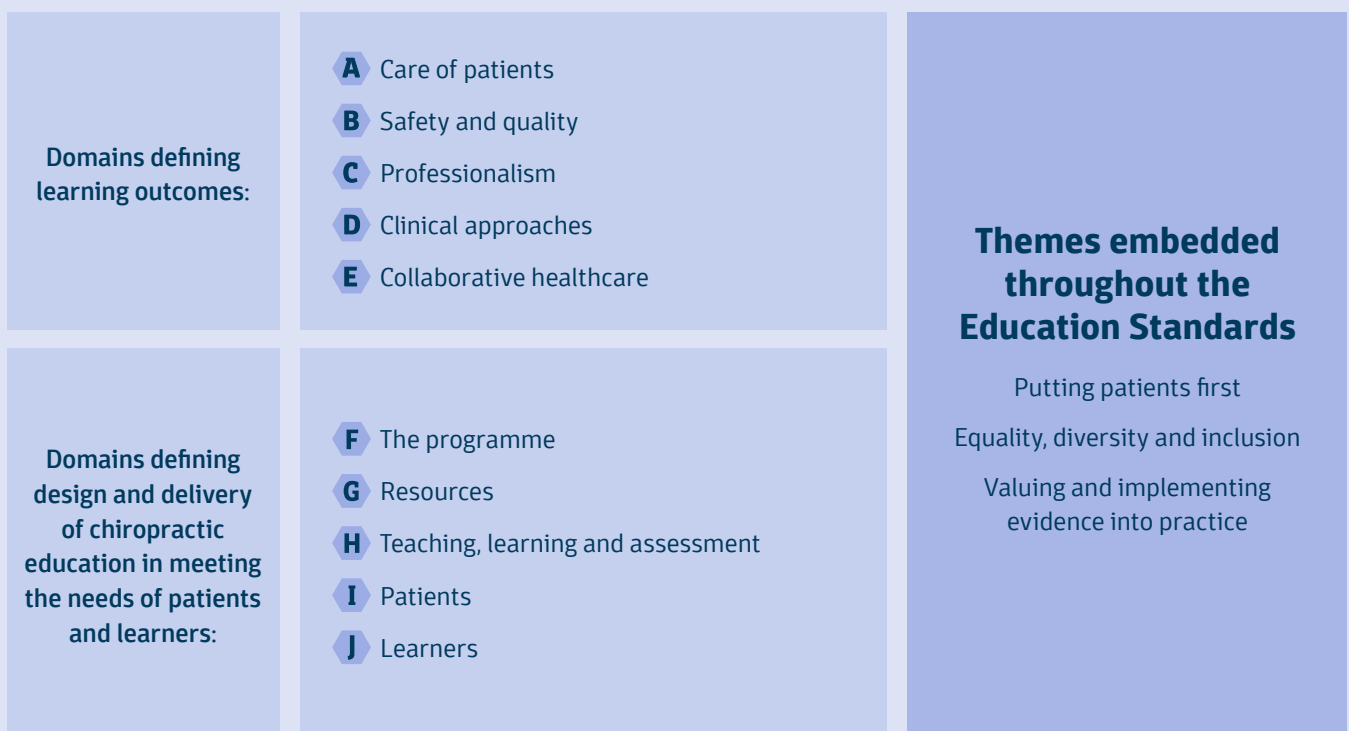 Domains defining
learning outcomes:
A Care of patients
B Safety and quality
C Professionalism
D Clinical approaches
E Collaborative healthcare
Domains defining
design and delivery
of chiropractic
education in meeting
the needs of patients
and learners:
F The programme
G Resources
H Teaching, learning and assessment
I Patients
J Learners
Themes embedded
throughout the
Education Standards
Putting patients first
Equality, diversity and inclusion
Valuing and implementing
evidence into practice